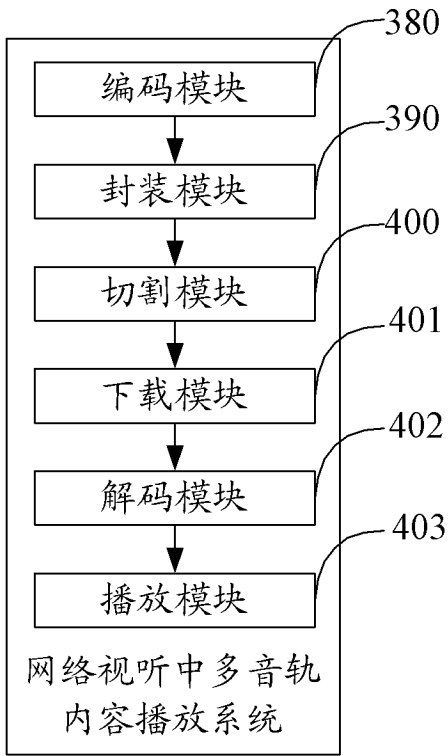 380
编码模块
390
封装模块
400
切割模块
401
下载模块
402
解码模块
403
播放模块
网络视听中多音轨
内容播放系统